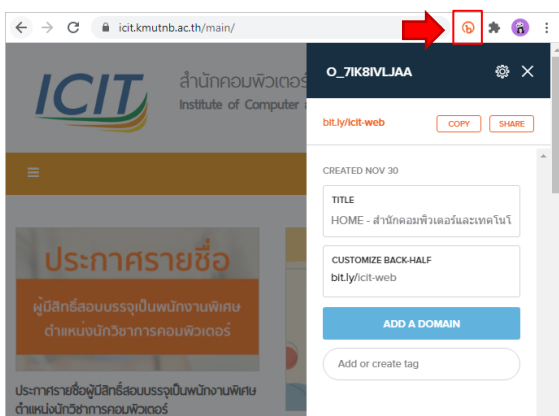 icit.kmutnb.ac.th/main/
ICIT
สำนักคอมพิวเตอร์
Institute of Computer
O_7IK8IVLJAA
bit.ly/icit-web
COPY
SHARE
CREATED NOV 30
TITLE
HOME - สำนักคอมพิวเตอร์และเทคโนโ
CUSTOMIZE BACK-HALF
bit.ly/icit-web
ADD A DOMAIN
Add or create tag
ประกาศรายชื่อ
ผู้มีสิทธิ์สอบบรรจุเป็นพนักงานพิเศษ
ตำแหน่งนักวิชาการคอมพิวเตอร์
ประกาศรายชื่อผู้มีสิทธิ์สอบบรรจุเป็นพนักงานพิเศษ
ตำแหน่งนักวิชาการคอมพิวเตอร์